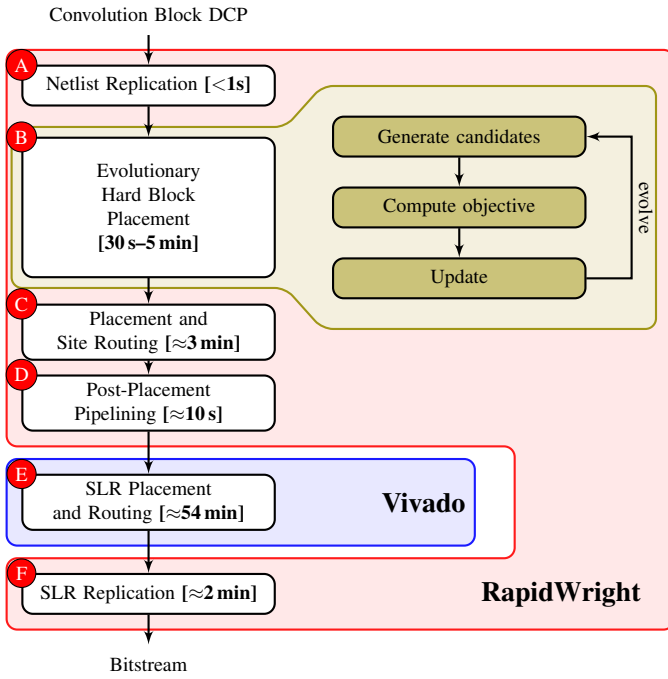 Convolution Block DCP
A
Netlist Replication [<1s]
B
Evolutionary
Hard Block
Placement
[30 s–5 min]
Generate candidates
Compute objective
Update
evolve
C
Placement and
Site Routing [≈3 min]
D
Post-Placement
Pipelining [≈10 s]
E
SLR Placement
and Routing [≈54 min]
Vivado
F
SLR Replication [≈2 min]
RapidWright
Bitstream